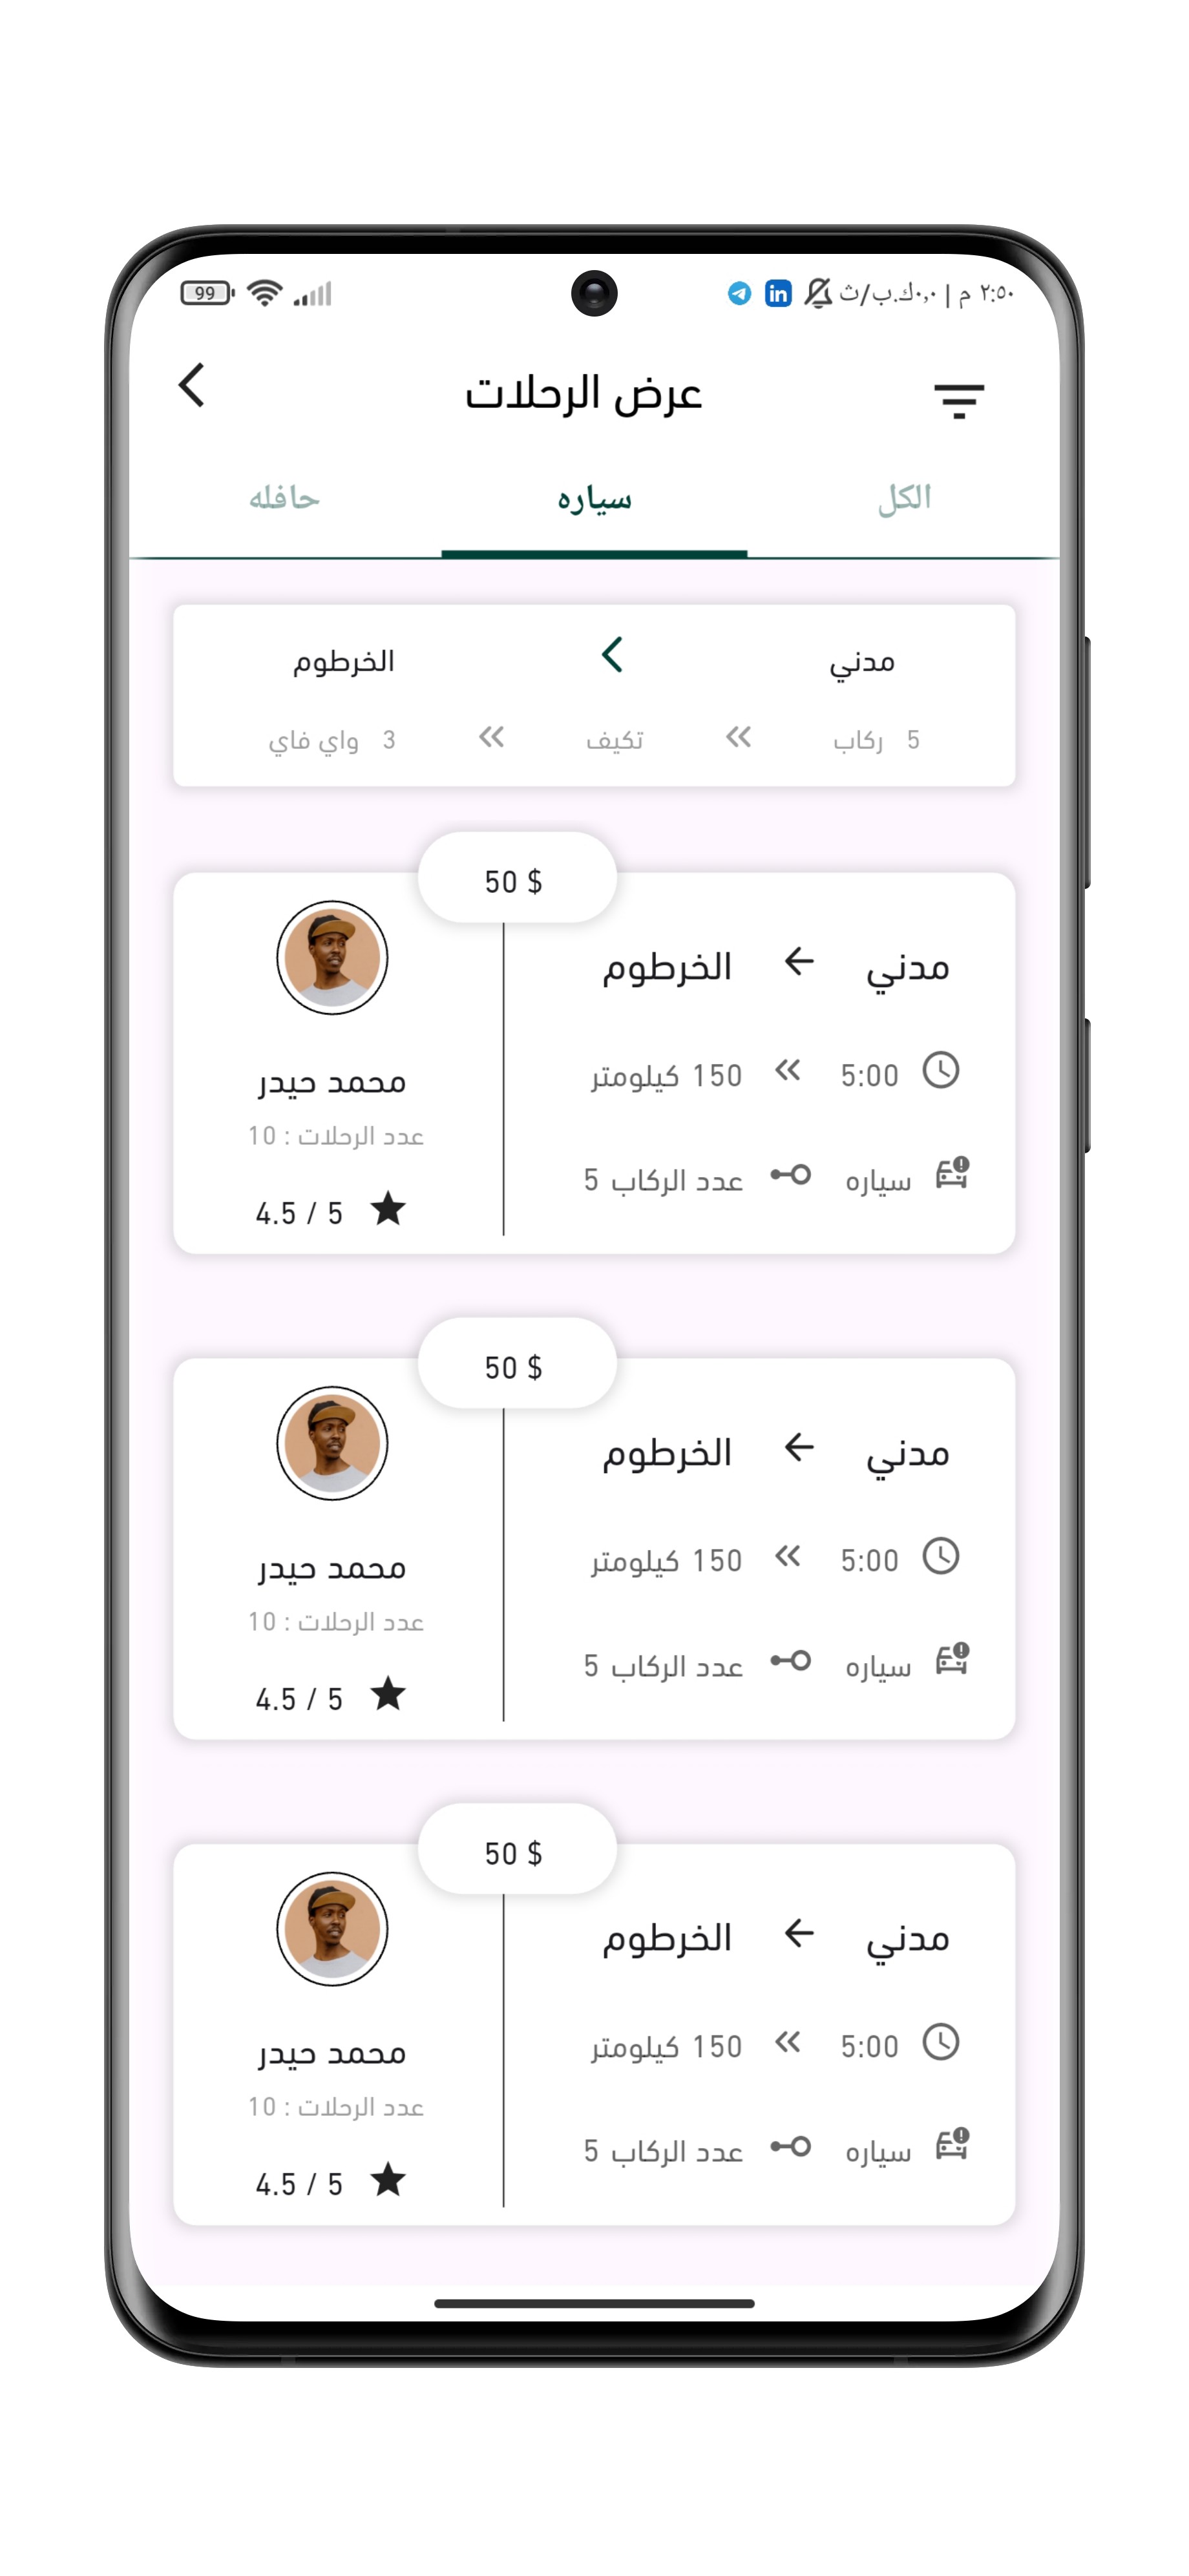 ٢:٥٠ م | ٠,٠ك.ب/ث in 99
عرض الرحلات
الكل سياره حافله
مدني الخرطوم
5 ركاب تكيف 3 واي فاي
50 $
مدني الخرطوم
5:00 150 كيلومتر
سياره عدد الركاب 5
محمد حيدر
عدد الرحلات : 10
4.5 / 5
50 $
مدني الخرطوم
5:00 150 كيلومتر
سياره عدد الركاب 5
محمد حيدر
عدد الرحلات : 10
4.5 / 5
50 $
مدني الخرطوم
5:00 150 كيلومتر
سياره عدد الركاب 5
محمد حيدر
عدد الرحلات : 10
4.5 / 5